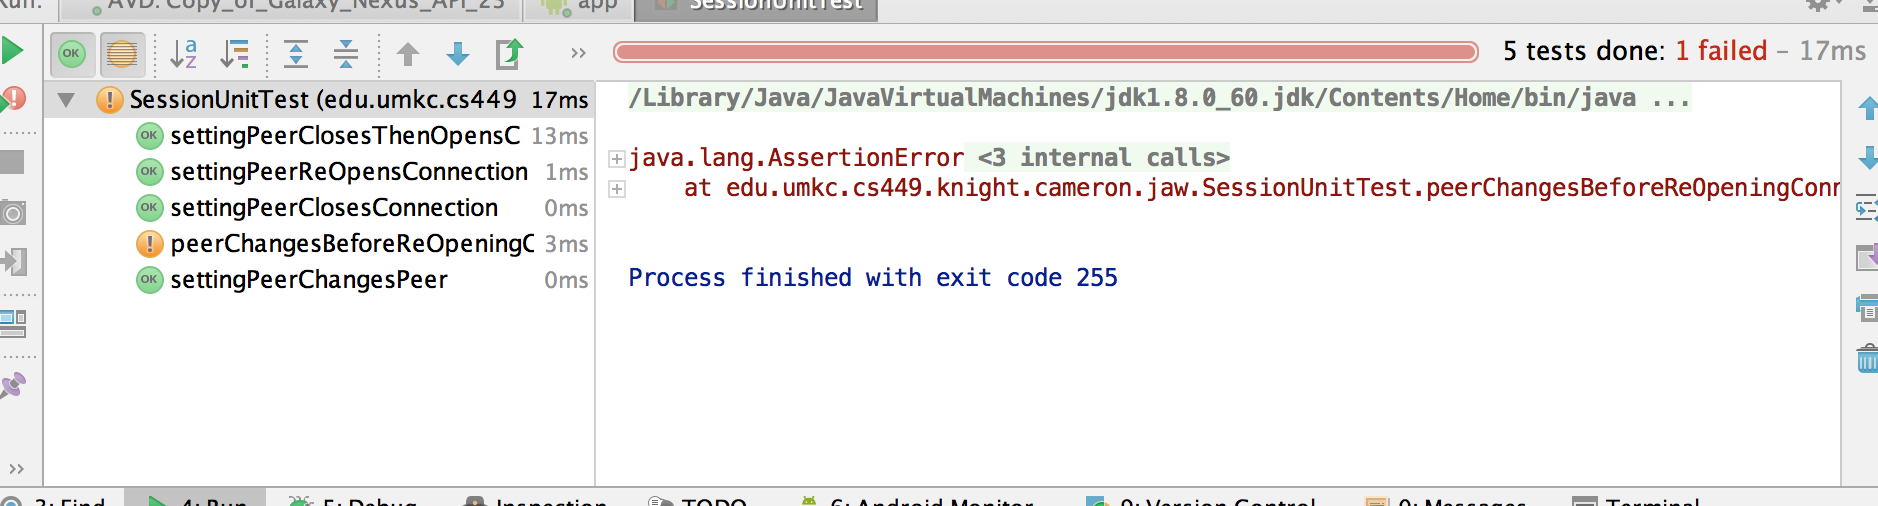 Run: AVD: Copy_of_Galaxy_Nexus_API_23 app SessionUnitTest
5 tests done: 1 failed – 17ms
SessionUnitTest (edu.umkc.cs449 17ms
OK settingPeerClosesThenOpensC 13ms
OK settingPeerReOpensConnection 1ms
OK settingPeerClosesConnection 0ms
peerChangesBeforeReOpeningC 3ms
OK settingPeerChangesPeer 0ms
/Library/Java/JavaVirtualMachines/jdk1.8.0_60.jdk/Contents/Home/bin/java ...
java.lang.AssertionError <3 internal calls>
at edu.umkc.cs449.knight.cameron.jaw.SessionUnitTest.peerChangesBeforeReOpeningConn
Process finished with exit code 255
3: Find 4: Run 5: Debug Inspection TODO 6: Android Monitor 9: Version Control 0: Messages Terminal